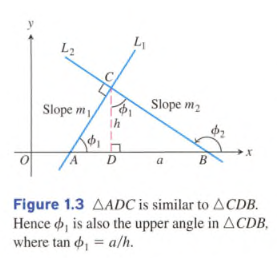 y
L₂
L₁
C
Slope m₁
ϕ₁
h
Slope m₂
ϕ₁
ϕ₂
O
A
D
a
B
x
Figure 1.3 △ADC is similar to △CDB.
Hence ϕ₁ is also the upper angle in △CDB,
where tan ϕ₁ = a/h.